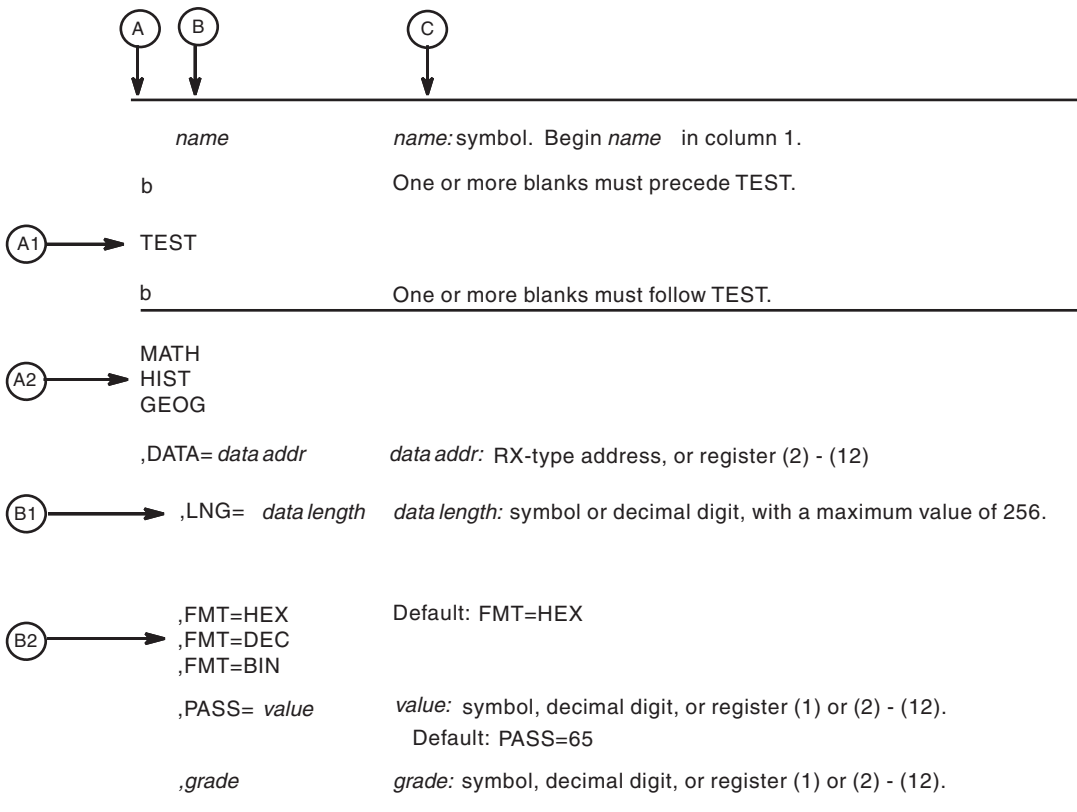 A B C
name name: symbol. Begin name in column 1.
b One or more blanks must precede TEST.
A1 TEST
b One or more blanks must follow TEST.
MATH
A2 HIST
GEOG
,DATA= data addr data addr: RX-type address, or register (2) - (12)
B1 ,LNG= data length data length: symbol or decimal digit, with a maximum value of 256.
,FMT=HEX Default: FMT=HEX
B2 ,FMT=DEC
,FMT=BIN
,PASS= value value: symbol, decimal digit, or register (1) or (2) - (12).
Default: PASS=65
,grade grade: symbol, decimal digit, or register (1) or (2) - (12).